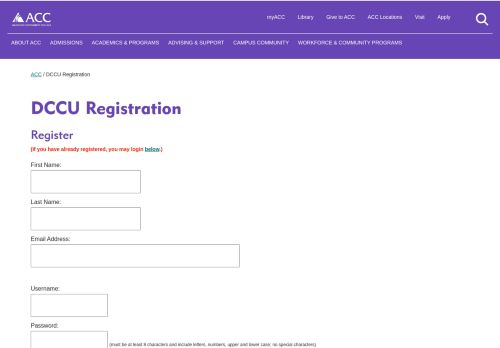 ACC
myACC Library Give to ACC ACC Locations Visit Apply
ABOUT ACC ADMISSIONS ACADEMICS & PROGRAMS ADVISING & SUPPORT CAMPUS COMMUNITY WORKFORCE & COMMUNITY PROGRAMS
ACC / DCCU Registration
DCCU Registration
Register
(if you have already registered, you may login below.)
First Name:
Last Name:
Email Address:
Username:
Password:
(must be at least 8 characters and include letters, numbers, upper and lower case; no special characters)